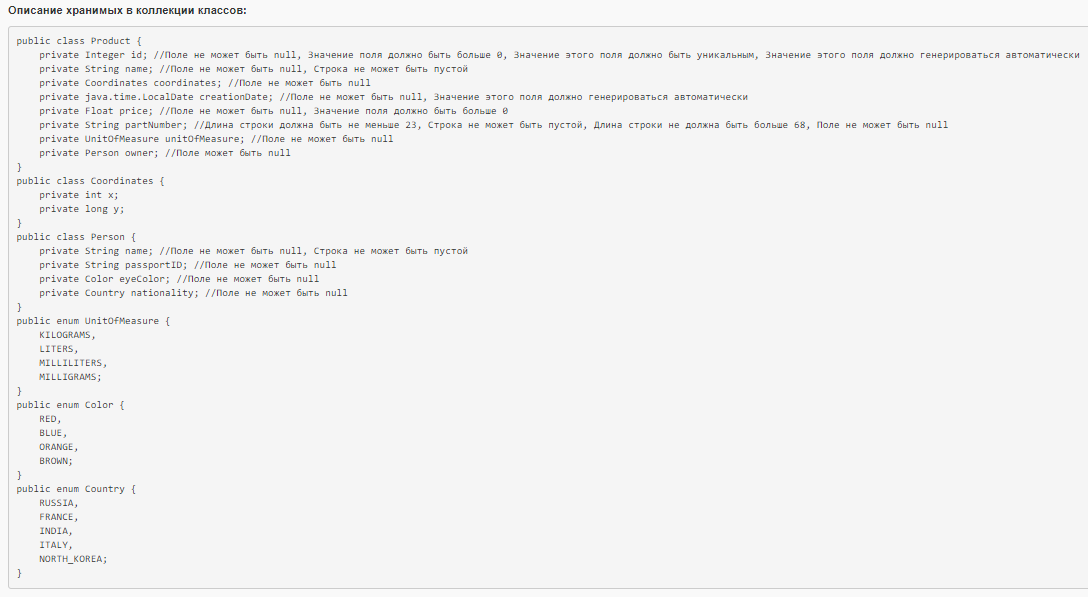 Описание хранимых в коллекции классов:
public class Product {
    private Integer id; //Поле не может быть null, Значение поля должно быть больше 0, Значение этого поля должно быть уникальным, Значение этого поля должно генерироваться автоматически
    private String name; //Поле не может быть null, Строка не может быть пустой
    private Coordinates coordinates; //Поле не может быть null
    private java.time.LocalDate creationDate; //Поле не может быть null, Значение этого поля должно генерироваться автоматически
    private Float price; //Поле не может быть null, Значение поля должно быть больше 0
    private String partNumber; //Длина строки должна быть не меньше 23, Строка не может быть пустой, Длина строки не должна быть больше 68, Поле не может быть null
    private UnitOfMeasure unitOfMeasure; //Поле не может быть null
    private Person owner; //Поле может быть null
}
public class Coordinates {
    private int x;
    private long y;
}
public class Person {
    private String name; //Поле не может быть null, Строка не может быть пустой
    private String passportID; //Поле не может быть null
    private Color eyeColor; //Поле не может быть null
    private Country nationality; //Поле не может быть null
}
public enum UnitOfMeasure {
    KILOGRAMS,
    LITERS,
    MILLILITERS,
    MILLIGRAMS;
}
public enum Color {
    RED,
    BLUE,
    ORANGE,
    BROWN;
}
public enum Country {
    RUSSIA,
    FRANCE,
    INDIA,
    ITALY,
    NORTH_KOREA;
}